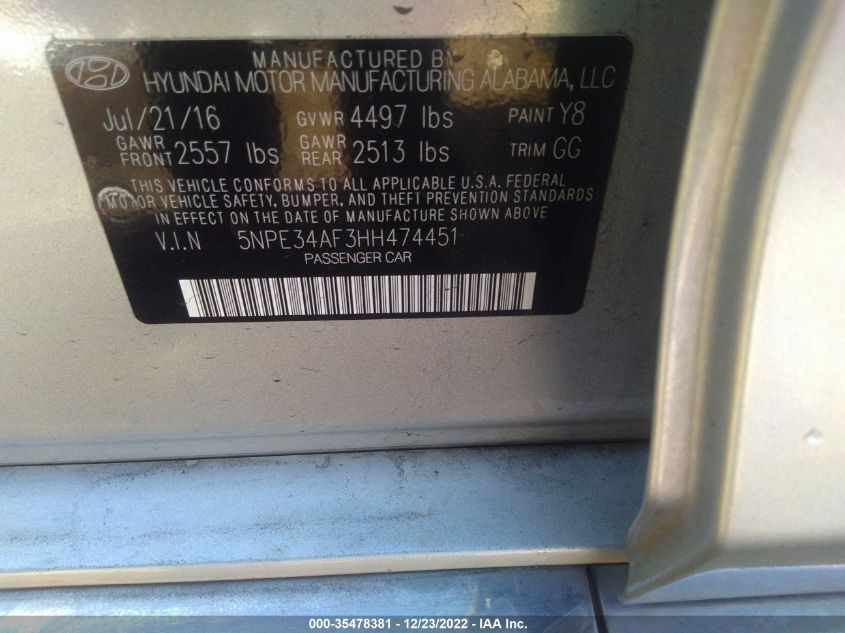 MANUFACTURED BY
HYUNDAI MOTOR MANUFACTURING ALABAMA, LLC
Jul/21/16 GVWR 4497 lbs PAINT Y8
GAWR FRONT 2557 lbs GAWR REAR 2513 lbs TRIM GG
THIS VEHICLE CONFORMS TO ALL APPLICABLE U.S.A. FEDERAL
MOTOR VEHICLE SAFETY, BUMPER, AND THEFT PREVENTION STANDARDS
IN EFFECT ON THE DATE OF MANUFACTURE SHOWN ABOVE.
V.I.N 5NPE34AF3HH474451
PASSENGER CAR
000-35478381 - 12/23/2022 - IAA Inc.